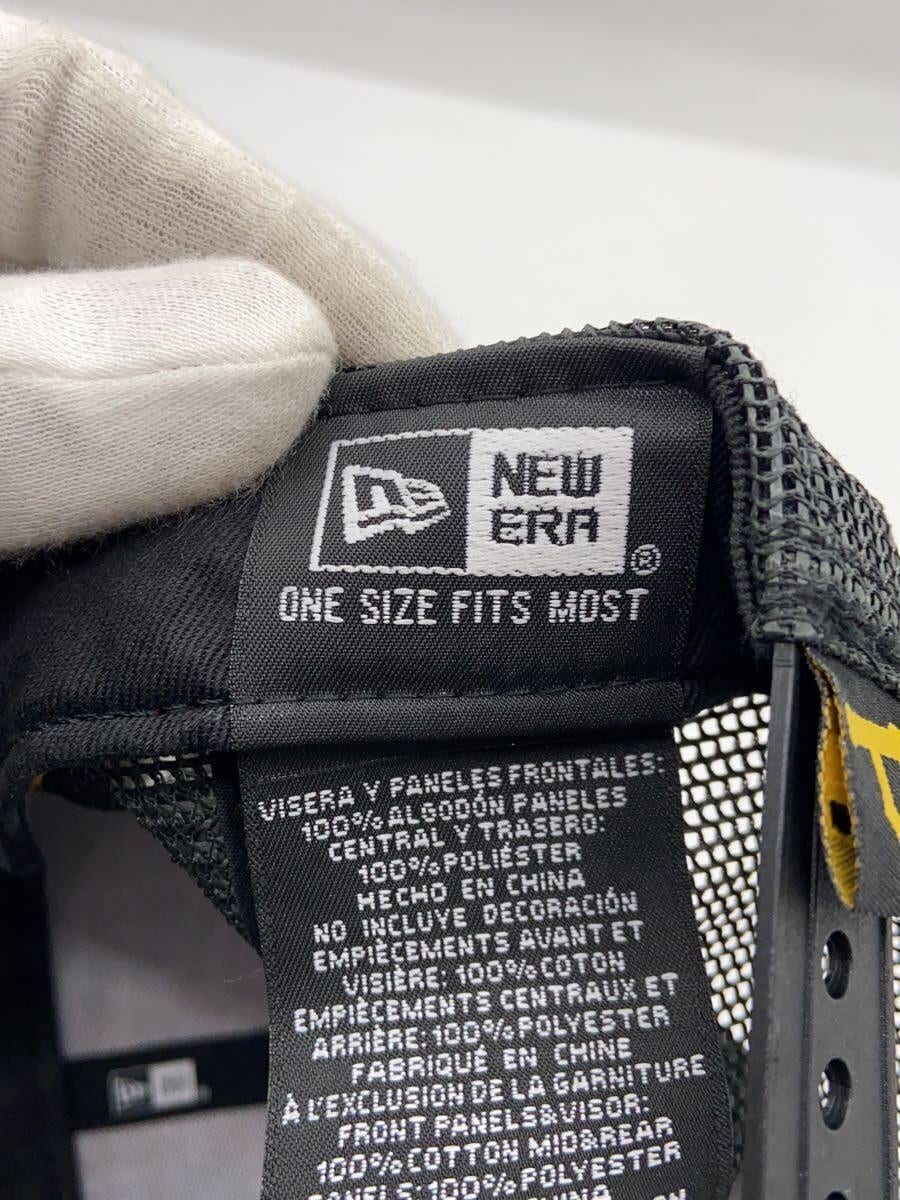 NEW
ERA
®
ONE SIZE FITS MOST
VISERA Y PANELES FRONTALES:
100% ALGODÓN PANELES
CENTRAL Y TRASERO:
100% POLIÉSTER
HECHO EN CHINA
NO INCLUYE DECORACIÓN
EMPIÈCEMENTS AVANT ET
VISIÈRE: 100% COTON
EMPIÈCEMENTS CENTRAUX ET
ARRIÈRE: 100% POLYESTER
FABRIQUÉ EN CHINE
À L'EXCLUSION DE LA GARNITURE
FRONT PANELS&VISOR:
100% COTTON MID&REAR
PANELS: 100% POLYESTER
CHINA